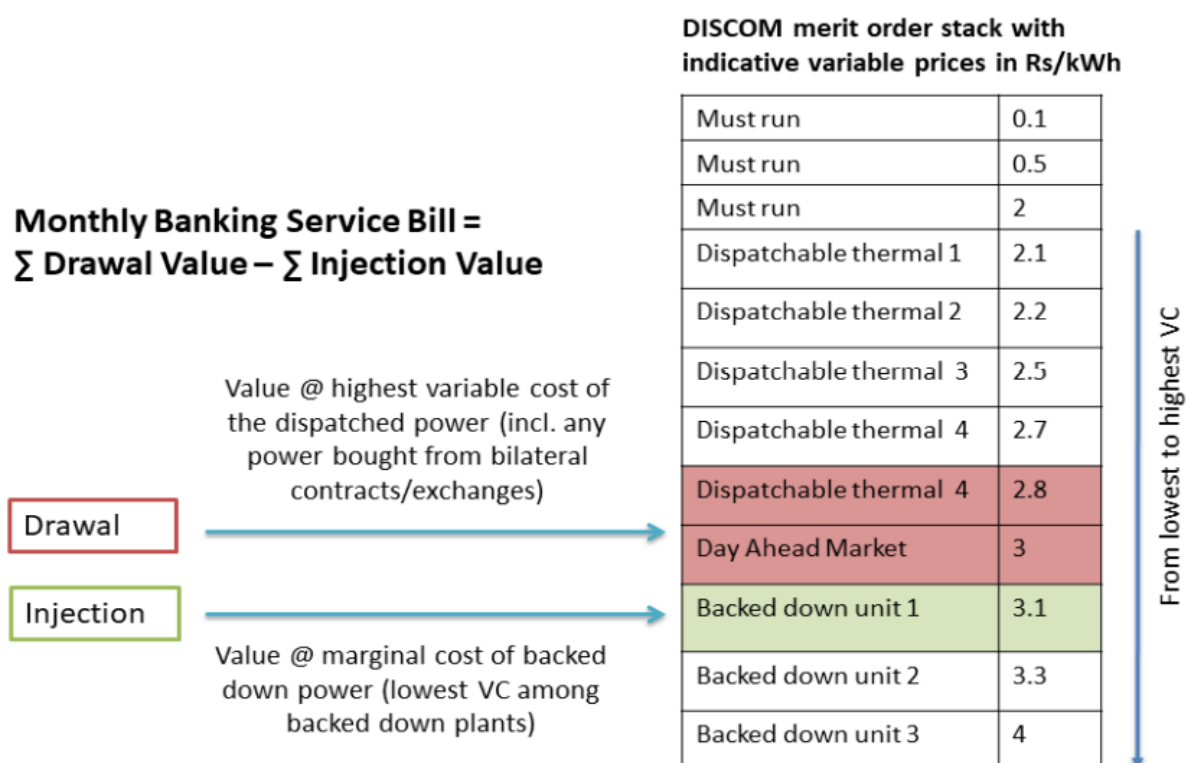 DISCOM merit order stack with
indicative variable prices in Rs/kWh
Must run 0.1
Must run 0.5
Must run 2
Dispatchable thermal 1 2.1
Dispatchable thermal 2 2.2
Dispatchable thermal 3 2.5
Dispatchable thermal 4 2.7
Dispatchable thermal 4 2.8
Day Ahead Market 3
Backed down unit 1 3.1
Backed down unit 2 3.3
Backed down unit 3 4
From lowest to highest VC
Monthly Banking Service Bill =
∑ Drawal Value – ∑ Injection Value
Value @ highest variable cost of
the dispatched power (incl. any
power bought from bilateral
contracts/exchanges)
Drawal
Injection
Value @ marginal cost of backed
down power (lowest VC among
backed down plants)